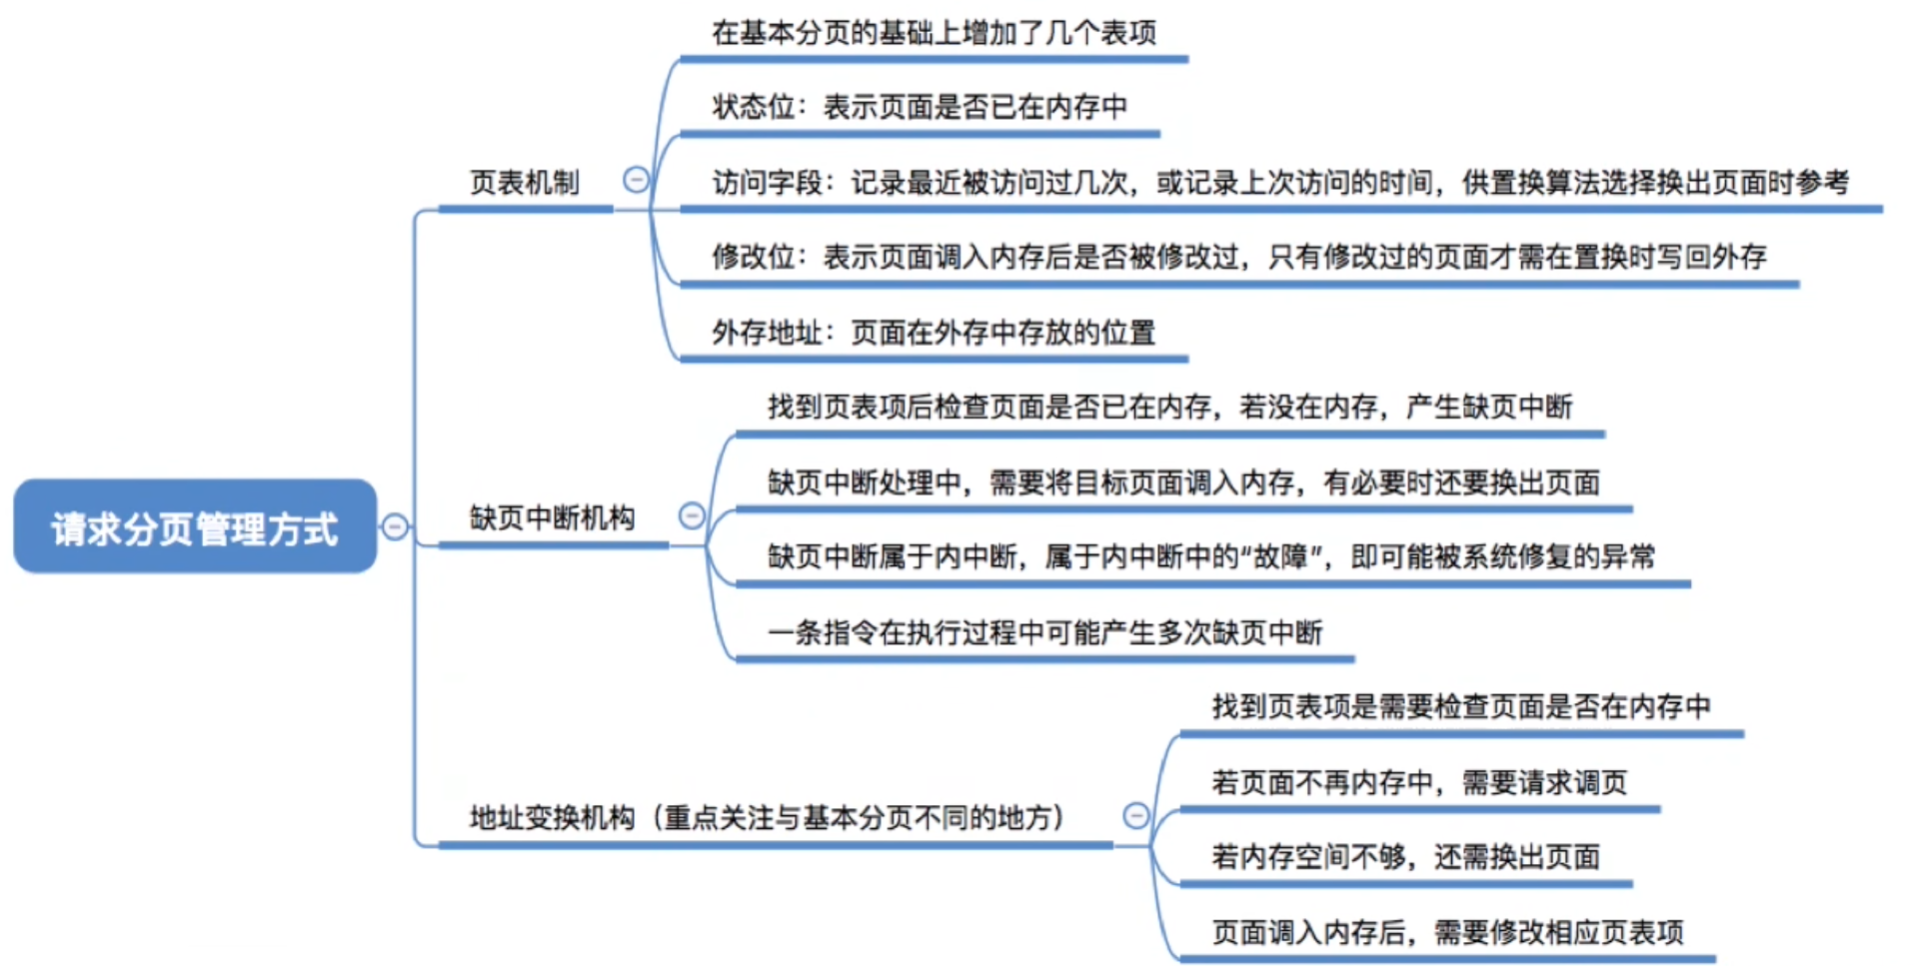 在基本分页的基础上增加了几个表项
状态位：表示页面是否已在内存中
页表机制
访问字段：记录最近被访问过几次，或记录上次访问的时间，供置换算法选择换出页面时参考
修改位：表示页面调入内存后是否被修改过，只有修改过的页面才需在置换时写回外存
外存地址：页面在外存中存放的位置
请求分页管理方式
缺页中断机构
找到页表项后检查页面是否已在内存，若没在内存，产生缺页中断
缺页中断处理中，需要将目标页面调入内存，有必要时还要换出页面
缺页中断属于内中断，属于内中断中的“故障”，即可能被系统修复的异常
一条指令在执行过程中可能产生多次缺页中断
地址变换机构（重点关注与基本分页不同的地方）
找到页表项是需要检查页面是否在内存中
若页面不再内存中，需要请求调页
若内存空间不够，还需换出页面
页面调入内存后，需要修改相应页表项